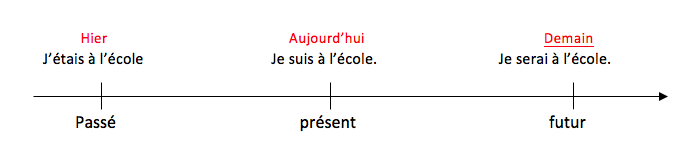 Hier Aujourd’hui Demain
J’étais à l’école Je suis à l’école. Je serai à l’école.
Passé présent futur